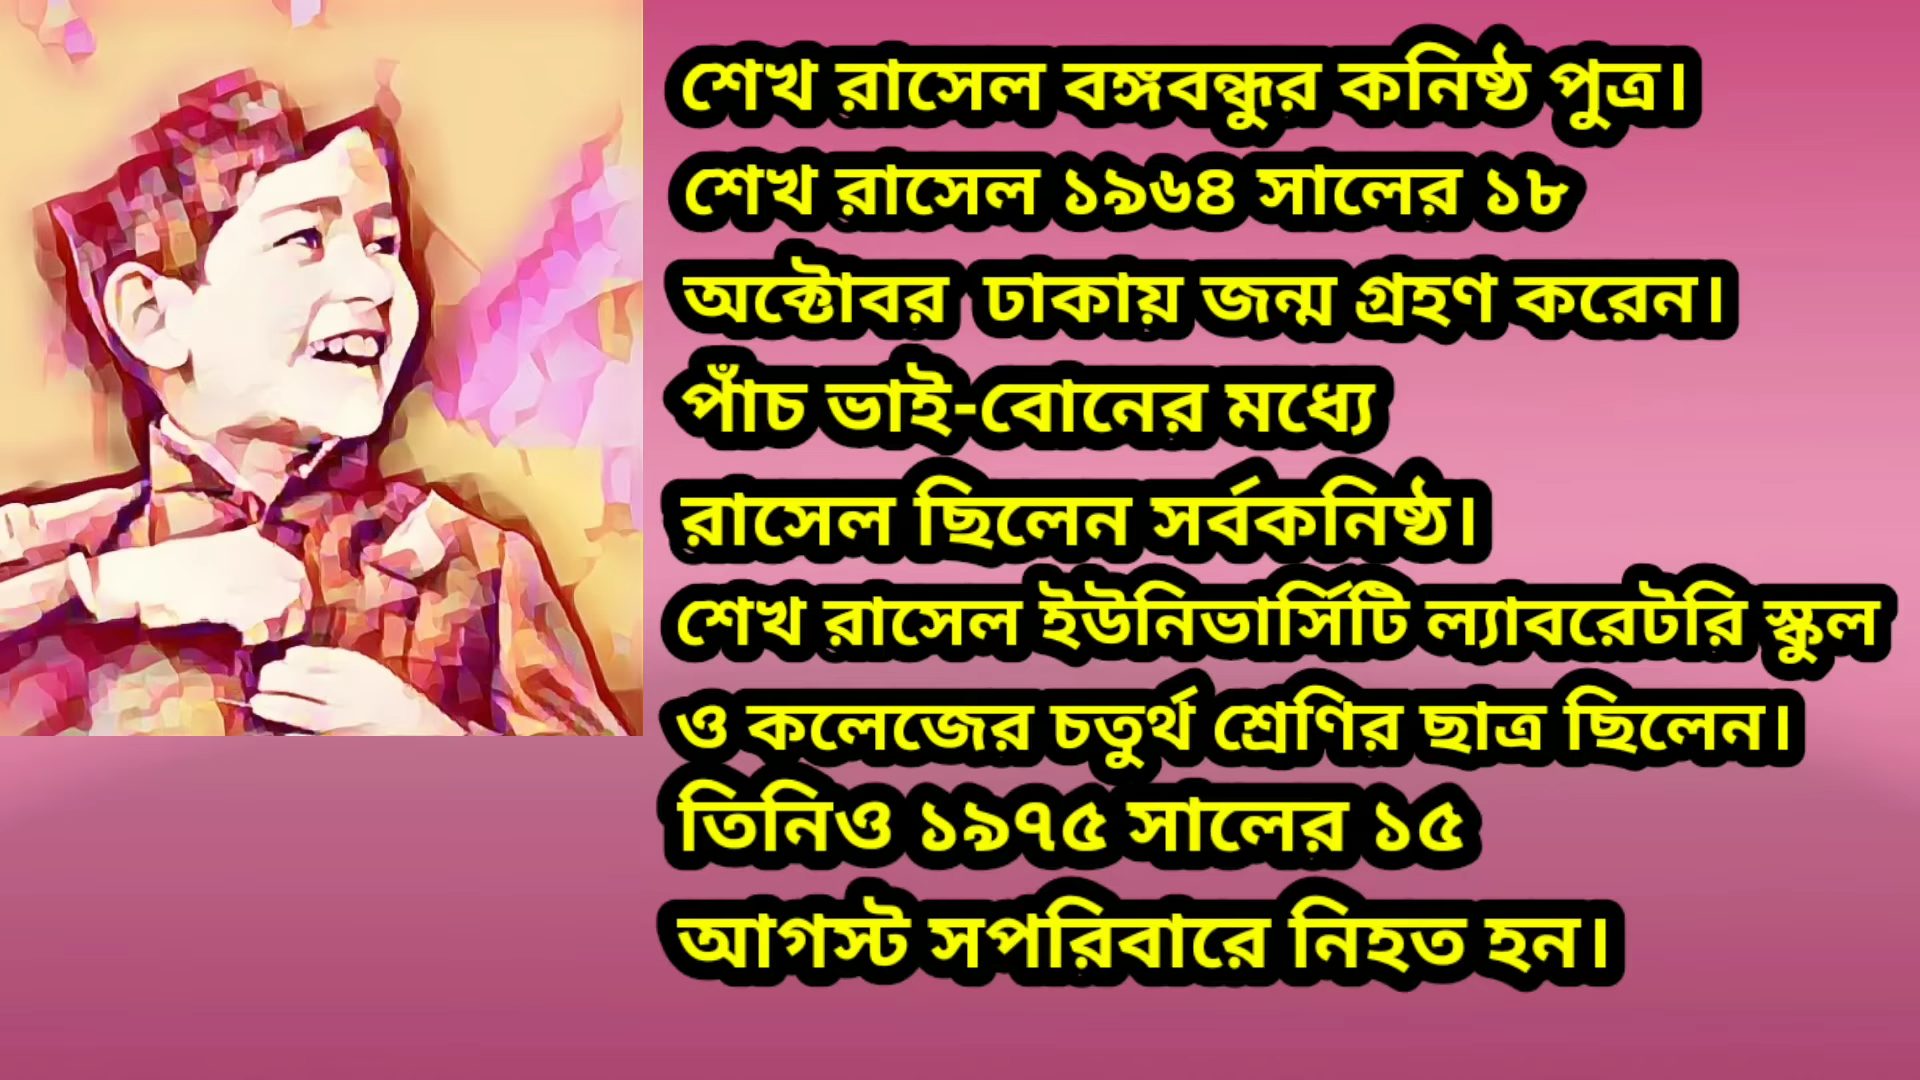 শেখ রাসেল বঙ্গবন্ধুর কনিষ্ঠ পুত্র।
শেখ রাসেল ১৯৬৪ সালের ১৮
অক্টোবর ঢাকায় জন্ম গ্রহণ করেন।
পাঁচ ভাই-বোনের মধ্যে
রাসেল ছিলেন সর্বকনিষ্ঠ।
শেখ রাসেল ইউনিভার্সিটি ল্যাবরেটরি স্কুল
ও কলেজের চতুর্থ শ্রেণির ছাত্র ছিলেন।
তিনিও ১৯৭৫ সালের ১৫
আগস্ট সপরিবারে নিহত হন।